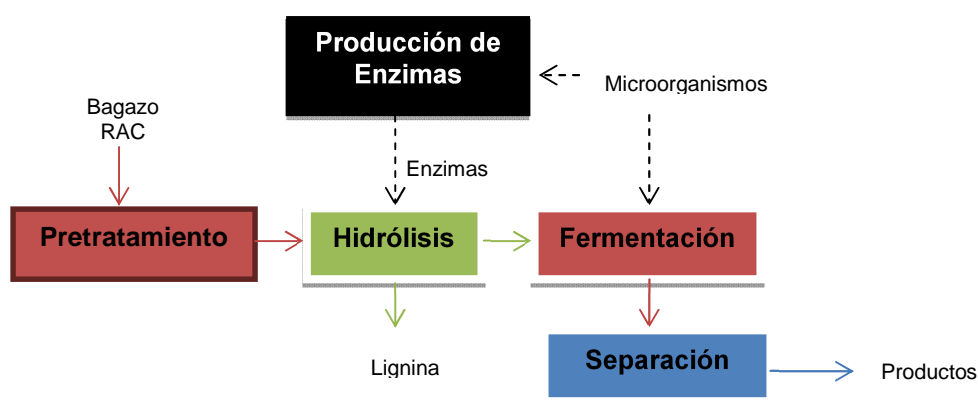 Producción de
Enzimas
Microorganismos
Bagazo
RAC
Enzimas
Pretratamiento
Hidrólisis
Fermentación
Lignina
Separación
Productos